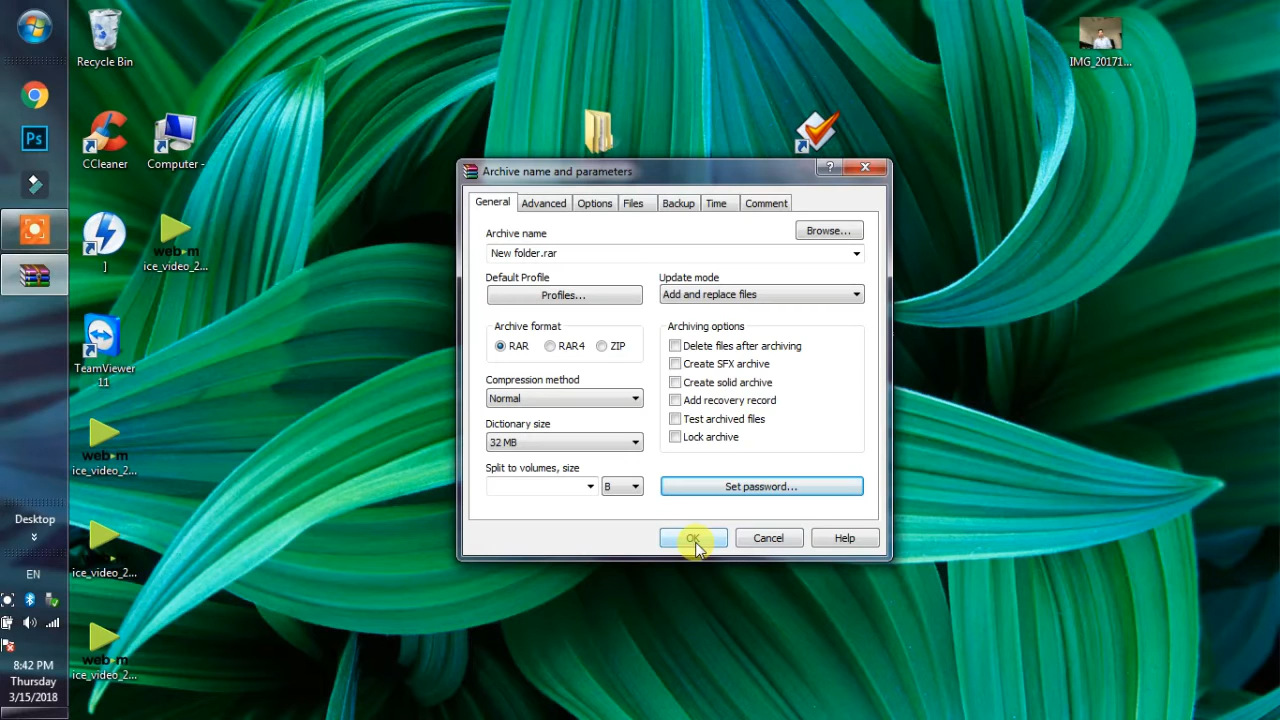 Recycle Bin
IMG_20171...
CCleaner
Computer -
Ps
]
web-m
ice_video_2...
TeamViewer
11
ice_video_2...
ice_video_2...
web-m
ice_video_2...
Desktop
EN
8:42 PM
Thursday
3/15/2018
Archive name and parameters
?
General
Advanced
Options
Files
Backup
Time
Comment
Archive name
Browse...
New folder.rar
Default Profile
Profiles...
Update mode
Add and replace files
Archive format
RAR
RAR4
ZIP
Archiving options
Delete files after archiving
Create SFX archive
Create solid archive
Add recovery record
Test archived files
Lock archive
Compression method
Normal
Dictionary size
32 MB
Split to volumes, size
B
Set password...
OK
Cancel
Help